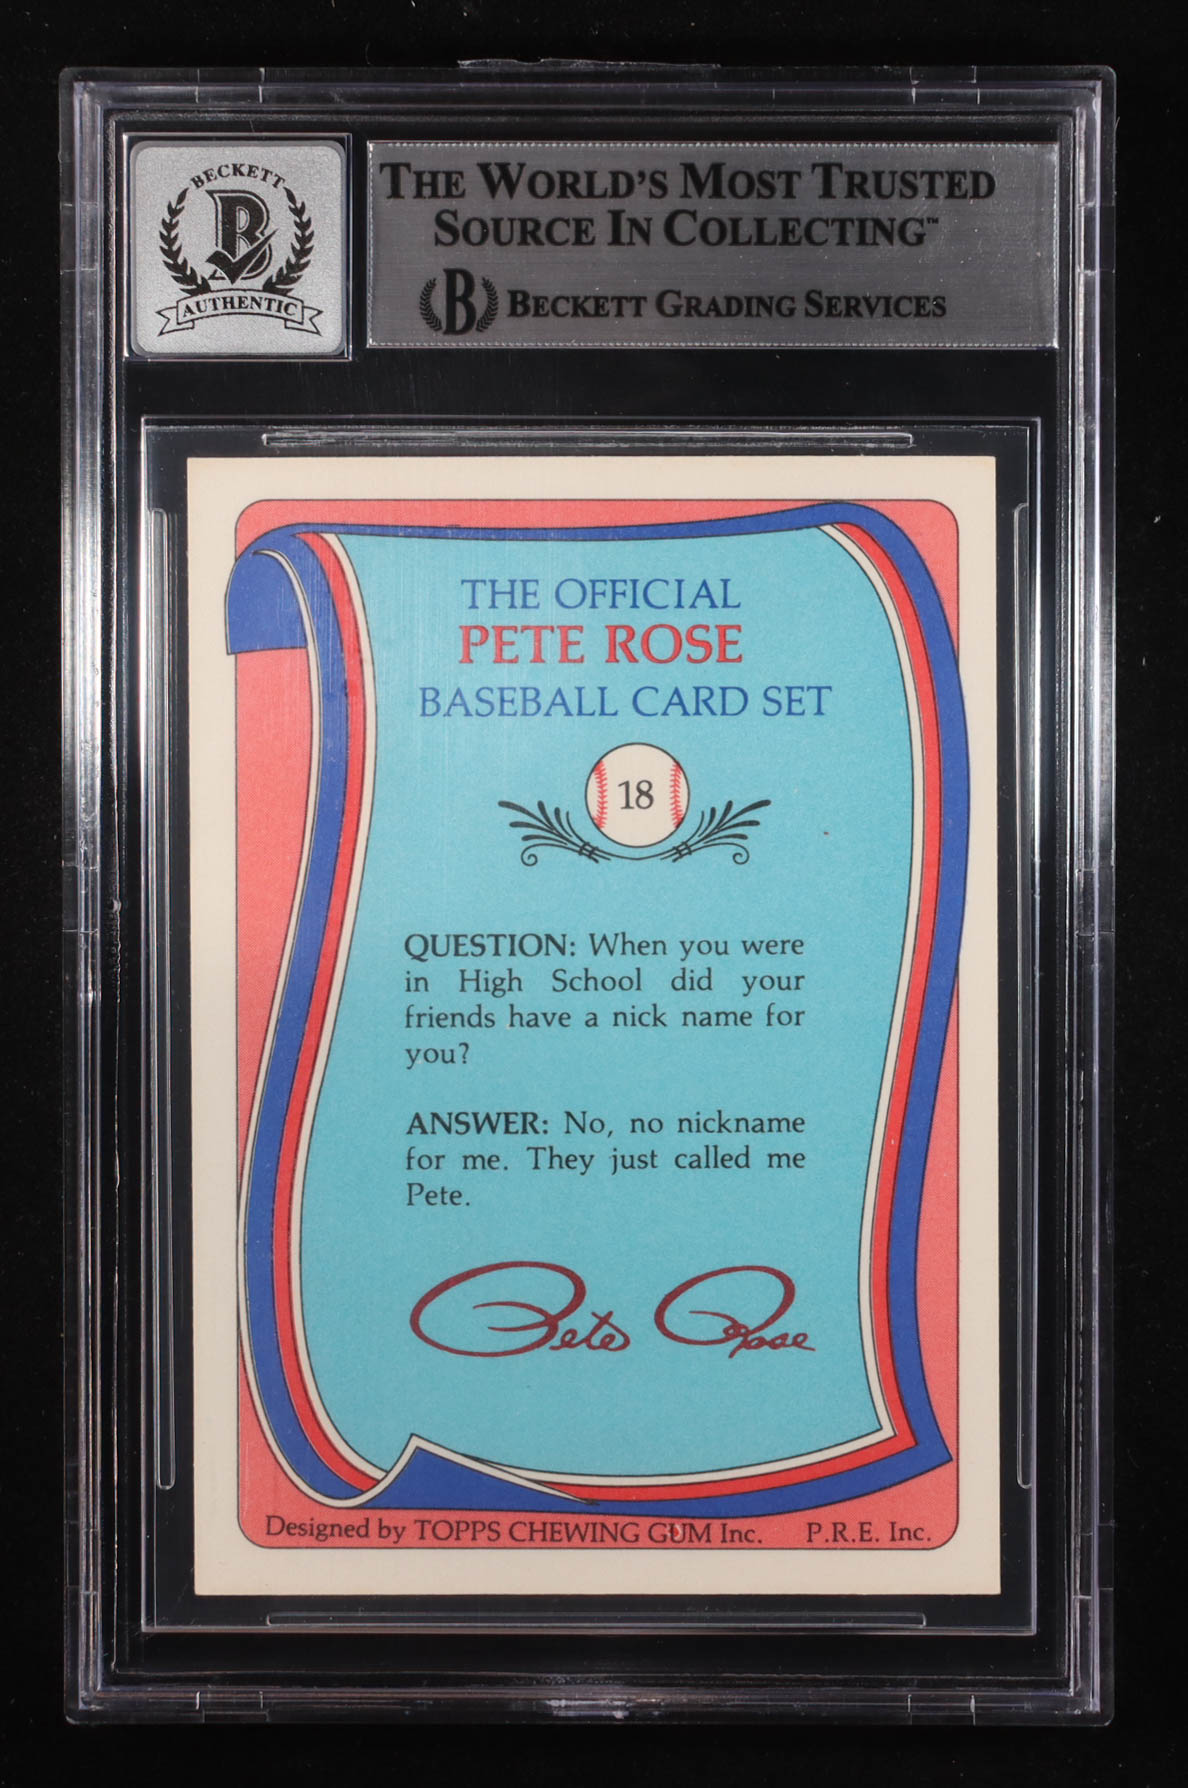 BECKETT
B
AUTHENTIC
THE WORLD'S MOST TRUSTED
SOURCE IN COLLECTING™
B BECKETT GRADING SERVICES
THE OFFICIAL
PETE ROSE
BASEBALL CARD SET
18
QUESTION: When you were
in High School did your
friends have a nick name for
you?
ANSWER: No, no nickname
for me. They just called me
Pete.
Pete Rose
Designed by TOPPS CHEWING GUM Inc. P.R.E. Inc.